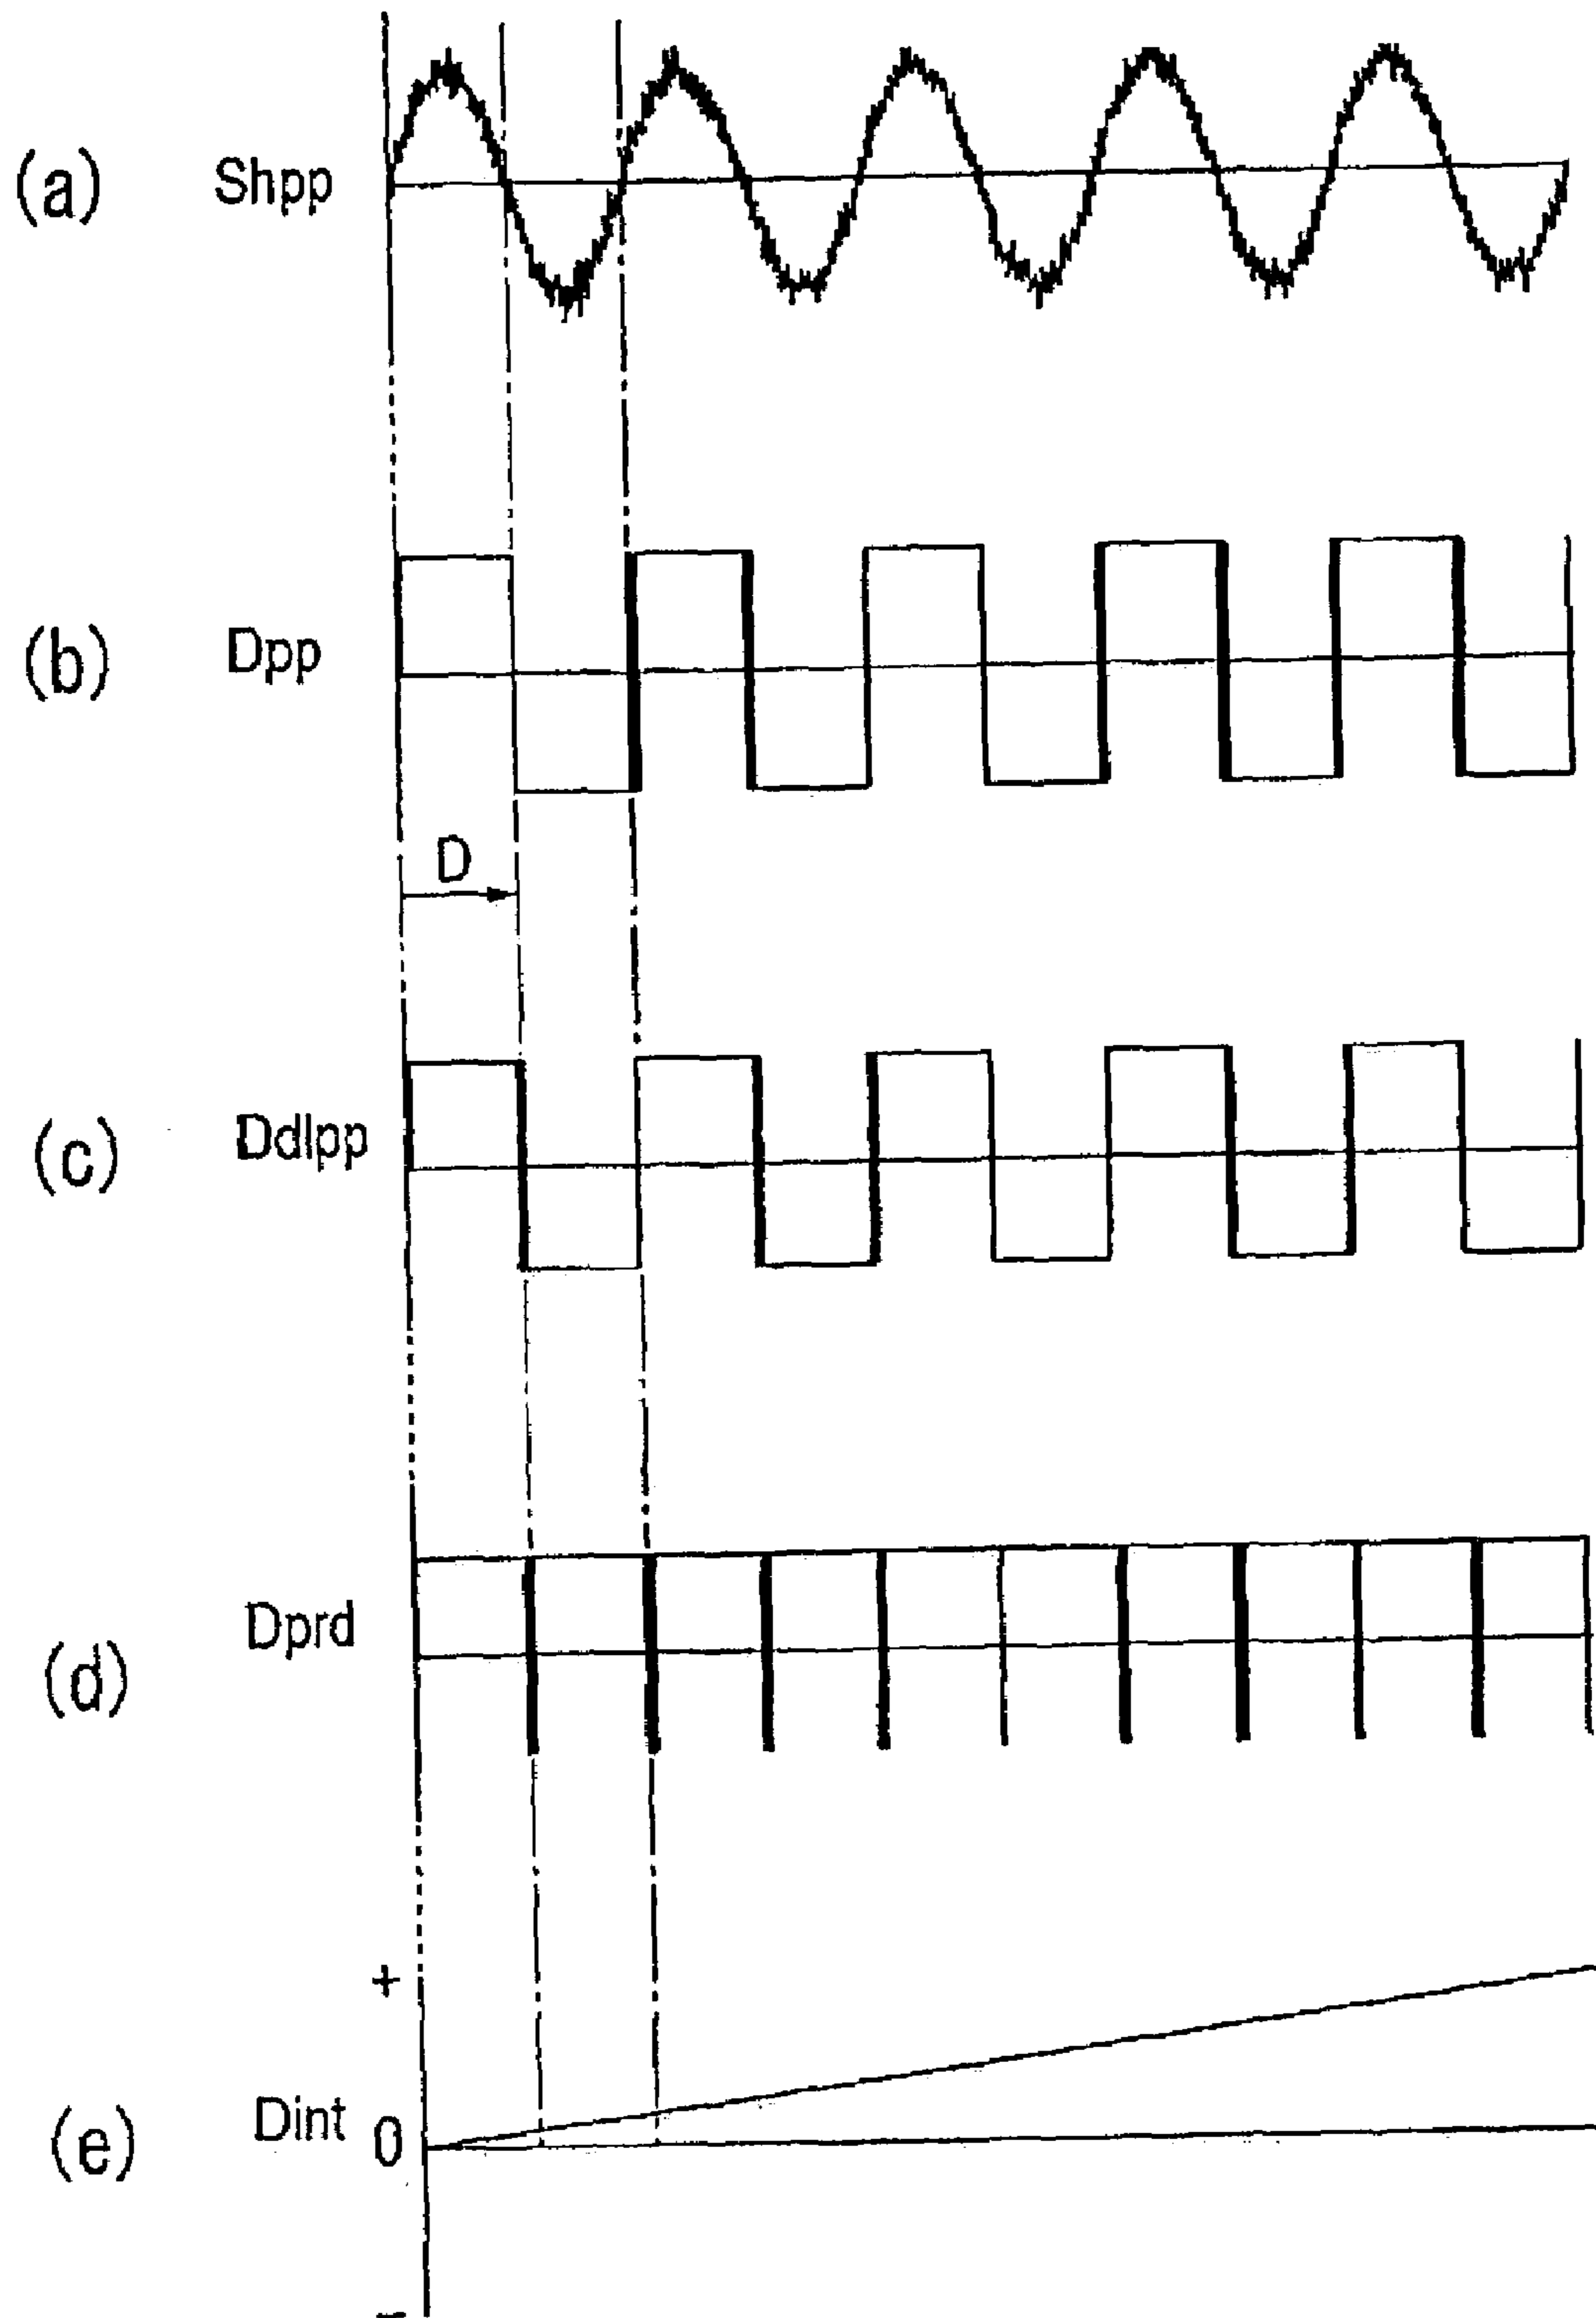 (a) Shpp
(b) Dpp
D
(c) Ddlpp
(d) Dprd
+
(e) Dint 0
-